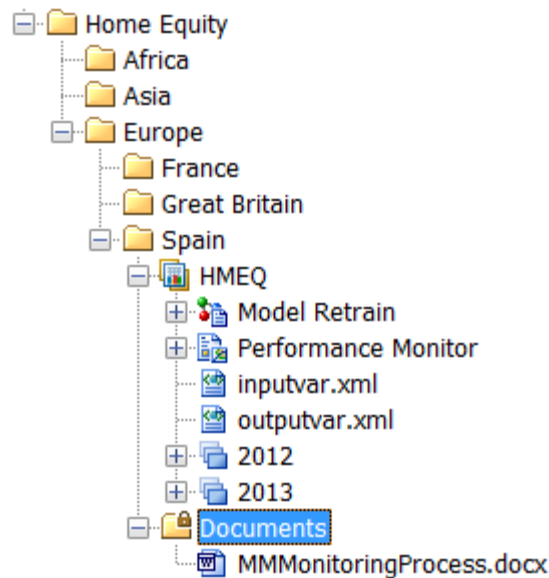 Home Equity
Africa
Asia
Europe
France
Great Britain
Spain
HMEQ
Model Retrain
Performance Monitor
inputvar.xml
outputvar.xml
2012
2013
Documents
MMMonitoringProcess.docx